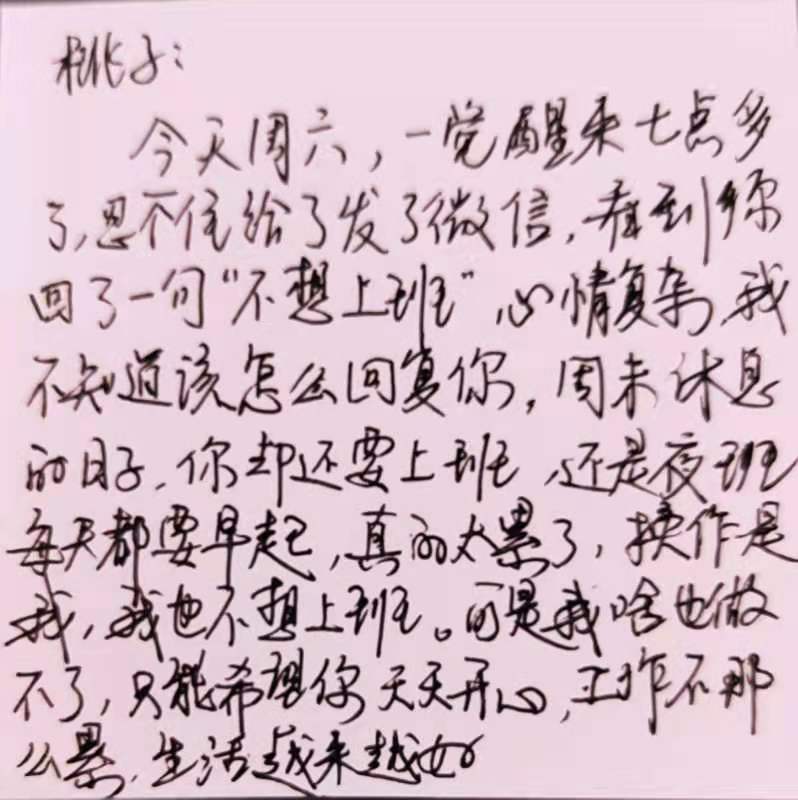 桃子:
今天周六，一觉醒来七点多
了，忍不住给了发了微信，看到你
回了一句“不想上班”，心情复杂，我
不知道该怎么回复你，周末休息
的日子，你却还要上班，还是夜班
每天都要早起，真的太累了，换作是
我，我也不想上班。可是我啥也做
不了，只能希望你天天开心，工作不那
么累，生活越来越好